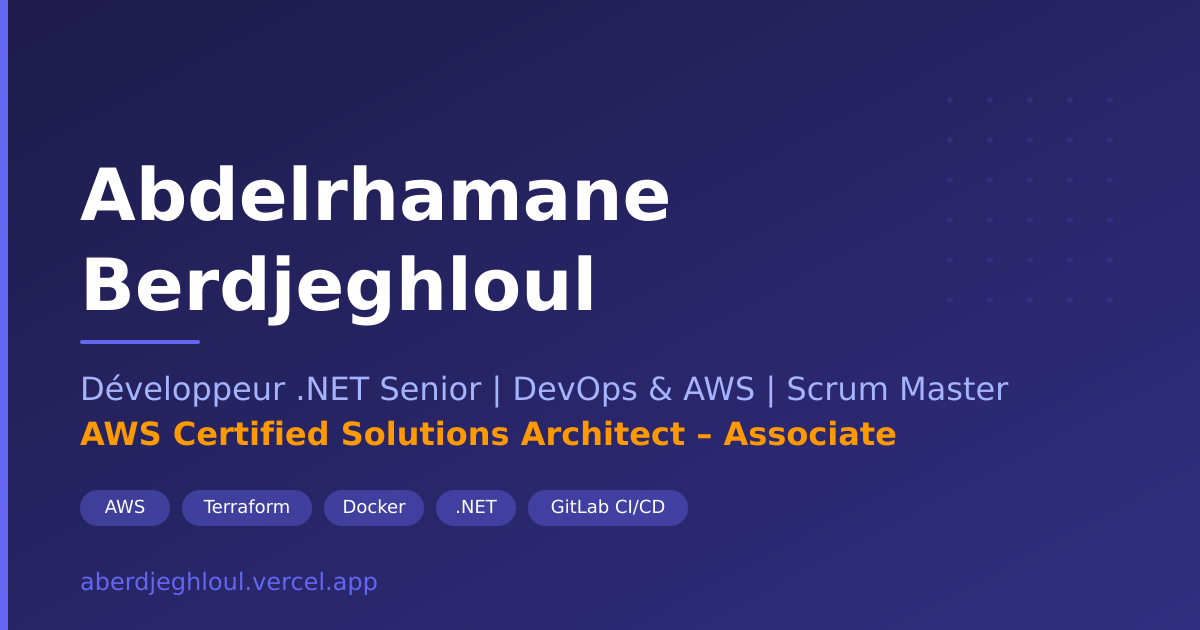 Abdelrhamane
Berdjeghloul
Développeur .NET Senior | DevOps & AWS | Scrum Master
AWS Certified Solutions Architect – Associate
AWS Terraform Docker .NET GitLab CI/CD
aberdjeghloul.vercel.app